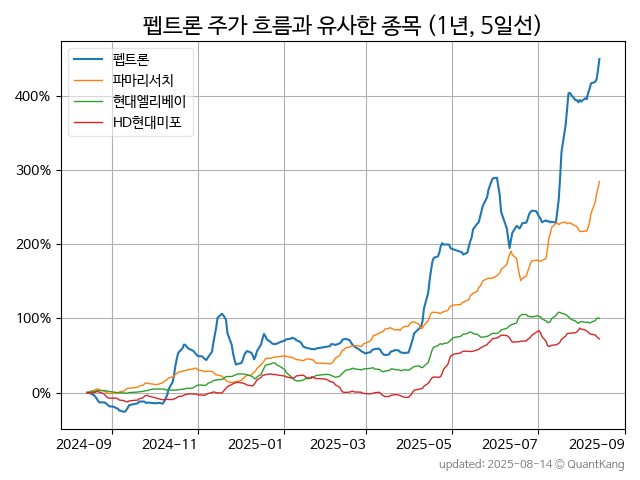 펩트론 주가 흐름과 유사한 종목 (1년, 5일선)
펩트론
파마리서치
현대엘리베이
HD현대미포
400%
300%
200%
100%
0%
2024-09 2024-11 2025-01 2025-03 2025-05 2025-07 2025-09
updated: 2025-08-14 © QuantKang